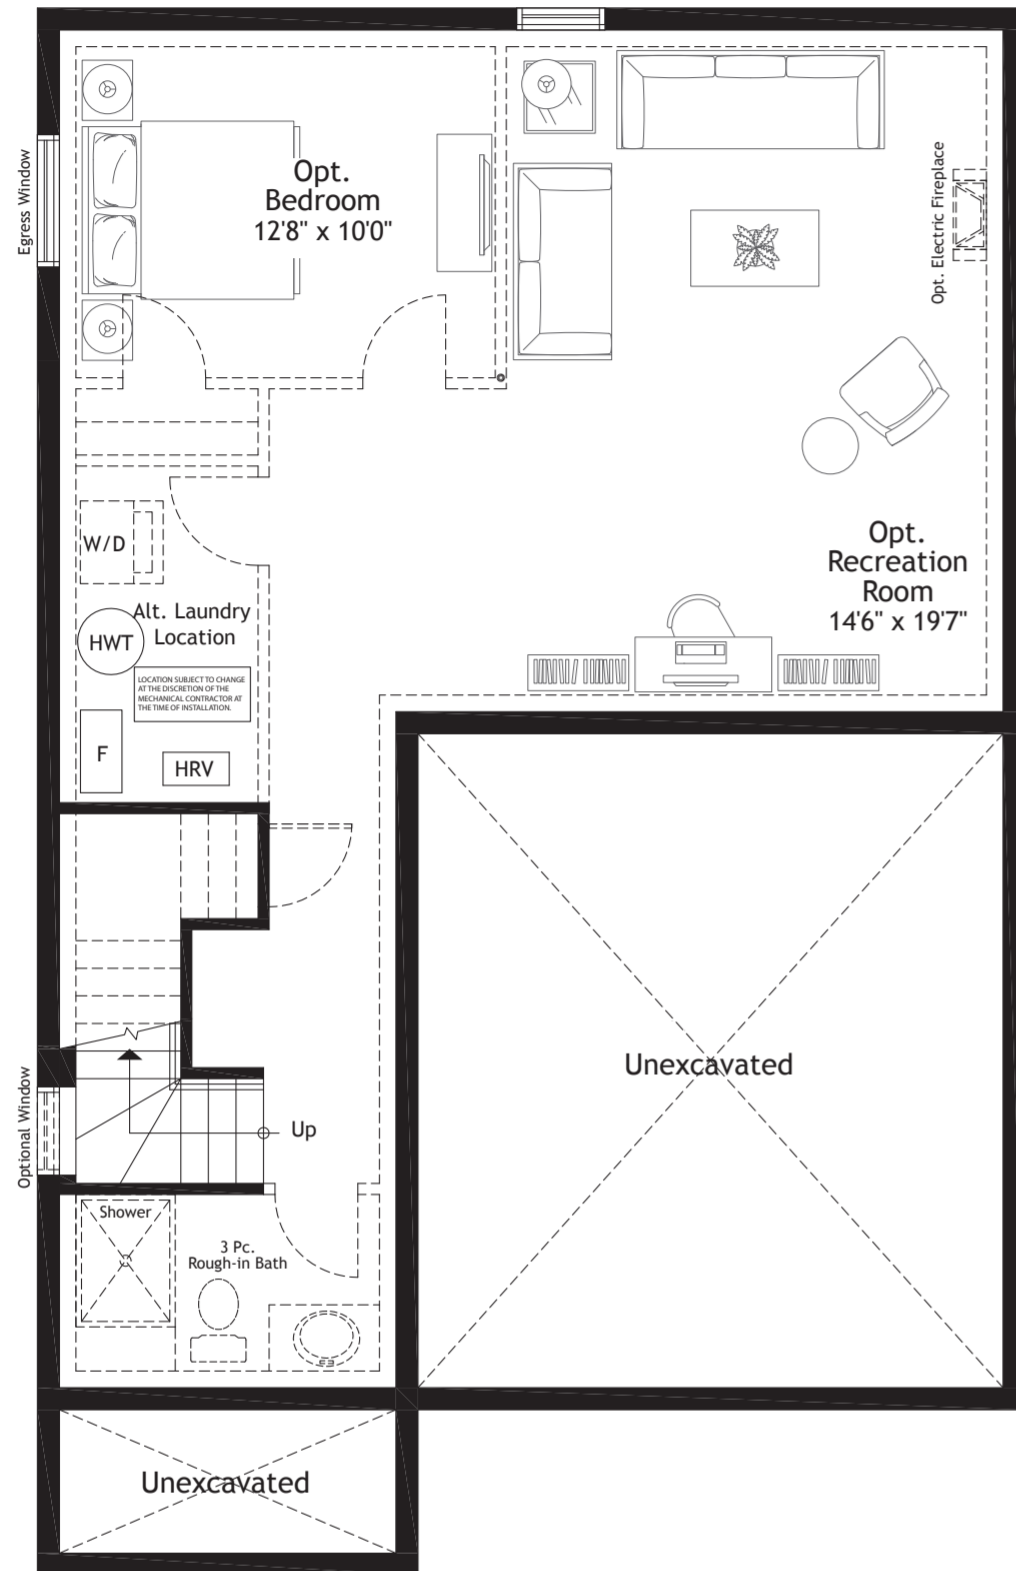 Egress Window
Opt.
Bedroom
12'8" x 10'0"
Opt. Electric Fireplace
Opt.
Recreation
Room
14'6" x 19'7"
W/D
Alt. Laundry
Location
HWT
LOCATION SUBJECT TO CHANGE
AT THE DISCRETION OF THE
MECHANICAL CONTRACTOR AT
THE TIME OF INSTALLATION.
F
HRV
Unexcavated
Optional Window
Up
Shower
3 Pc.
Rough-in Bath
Unexcavated